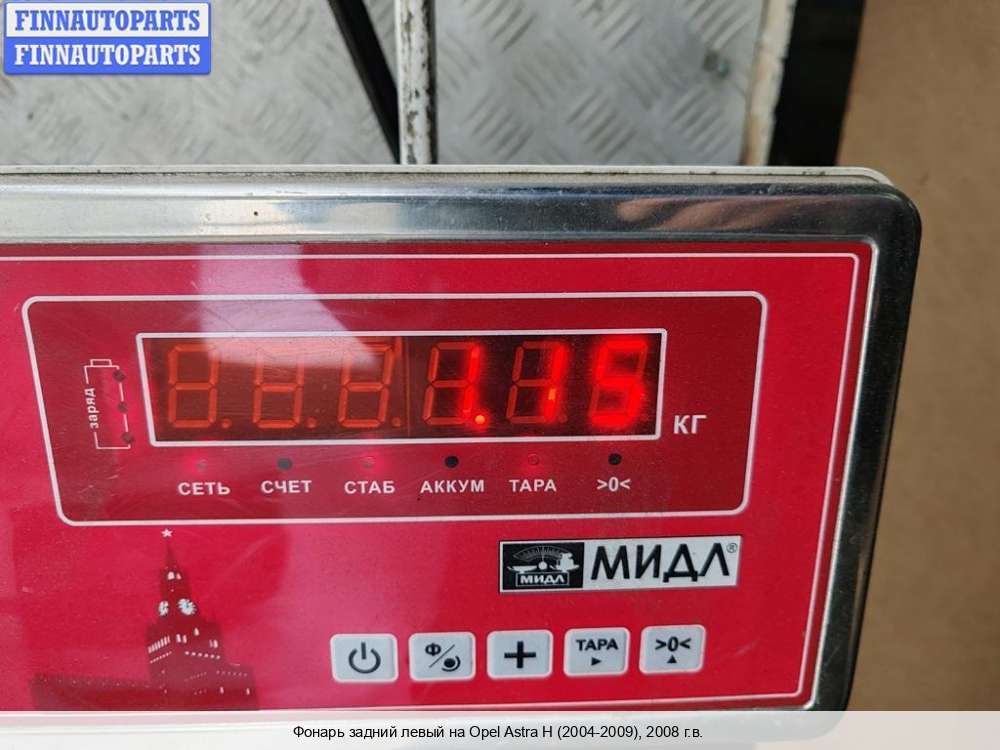 FINNAUTOPARTS
FINNAUTOPARTS
заряд
1.15
КГ
СЕТЬ СЧЕТ СТАБ АККУМ ТАРА >0<
МИДЛ МИДЛ®
Ф/ + ТАРА >0<
Фонарь задний левый на Opel Astra H (2004-2009), 2008 г.в.